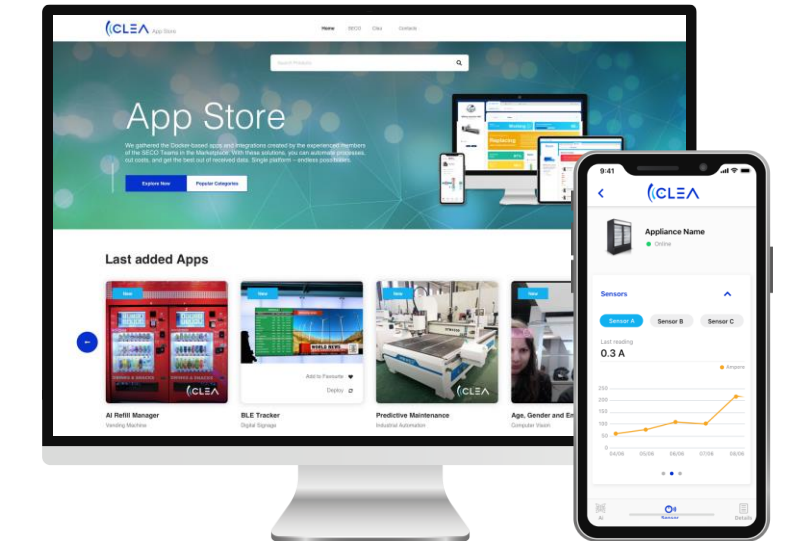 CLEA App Store
Home SECO Clea Contacts
Search Products
App Store
We gathered the Docker-based apps and integrations created by the experienced members
of the SECO Teams in the Marketplace. With these solutions, you can automate processes,
cut costs, and get the best out of received data. Single platform – endless possibilities.
Explore Now Popular Categories
Last added Apps
New
New
WORLD NEWS
Add to Favourite
Deploy
New
New
CLEA
CLEA
AI Refill Manager
Vending Machine
BLE Tracker
Digital Signage
Predictive Maintenance
Industrial Automation
Age, Gender and Em
Computer Vision
9:41
CLEA
Appliance Name
Online
Sensors
Sensor A Sensor B Sensor C
Last reading
0.3 A
Ampere
250
200
150
100
50
0
04/06 05/06 06/06 07/06 08/06
AI Sensor Details